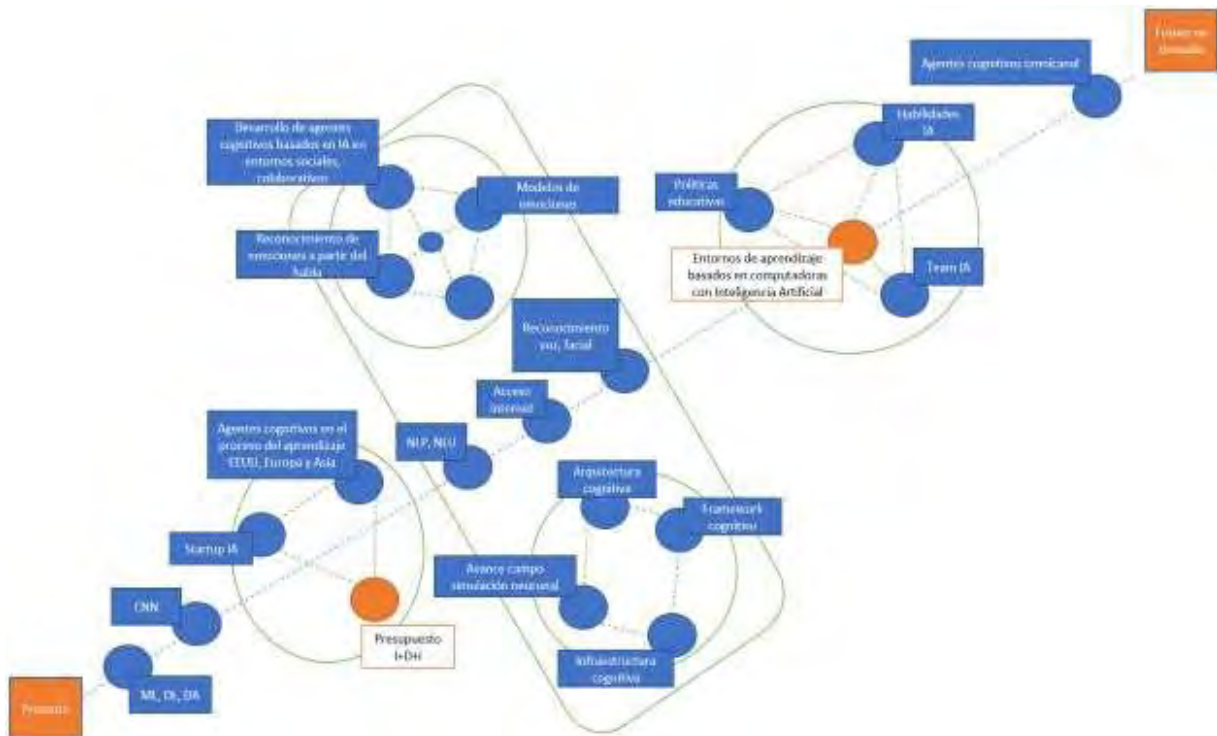 Futuro
Agentes cognitivos omnicanal
Habilidades
IA
Desarrollo de agentes
cognitivos basados en IA en
entornos sociales,
colaborativos
Modelos de
emociones
Políticas
educativas
Reconocimiento de
emociones a partir del
habla
Entornos de aprendizaje
basados en computadoras
con Inteligencia Artificial
Team IA
Reconocimiento
voz, facial
Acceso
internet
Agentes cognitivos en el
proceso del aprendizaje
EEUU, Europa y Asia
NLP, NLU
Arquitectura
cognitiva
Framework
cognitivo
Startup IA
Avance campo
simulación neuronal
CNN
Presupuesto
I+D+i
Infraestructura
cognitiva
ML, DL, DA
Presente